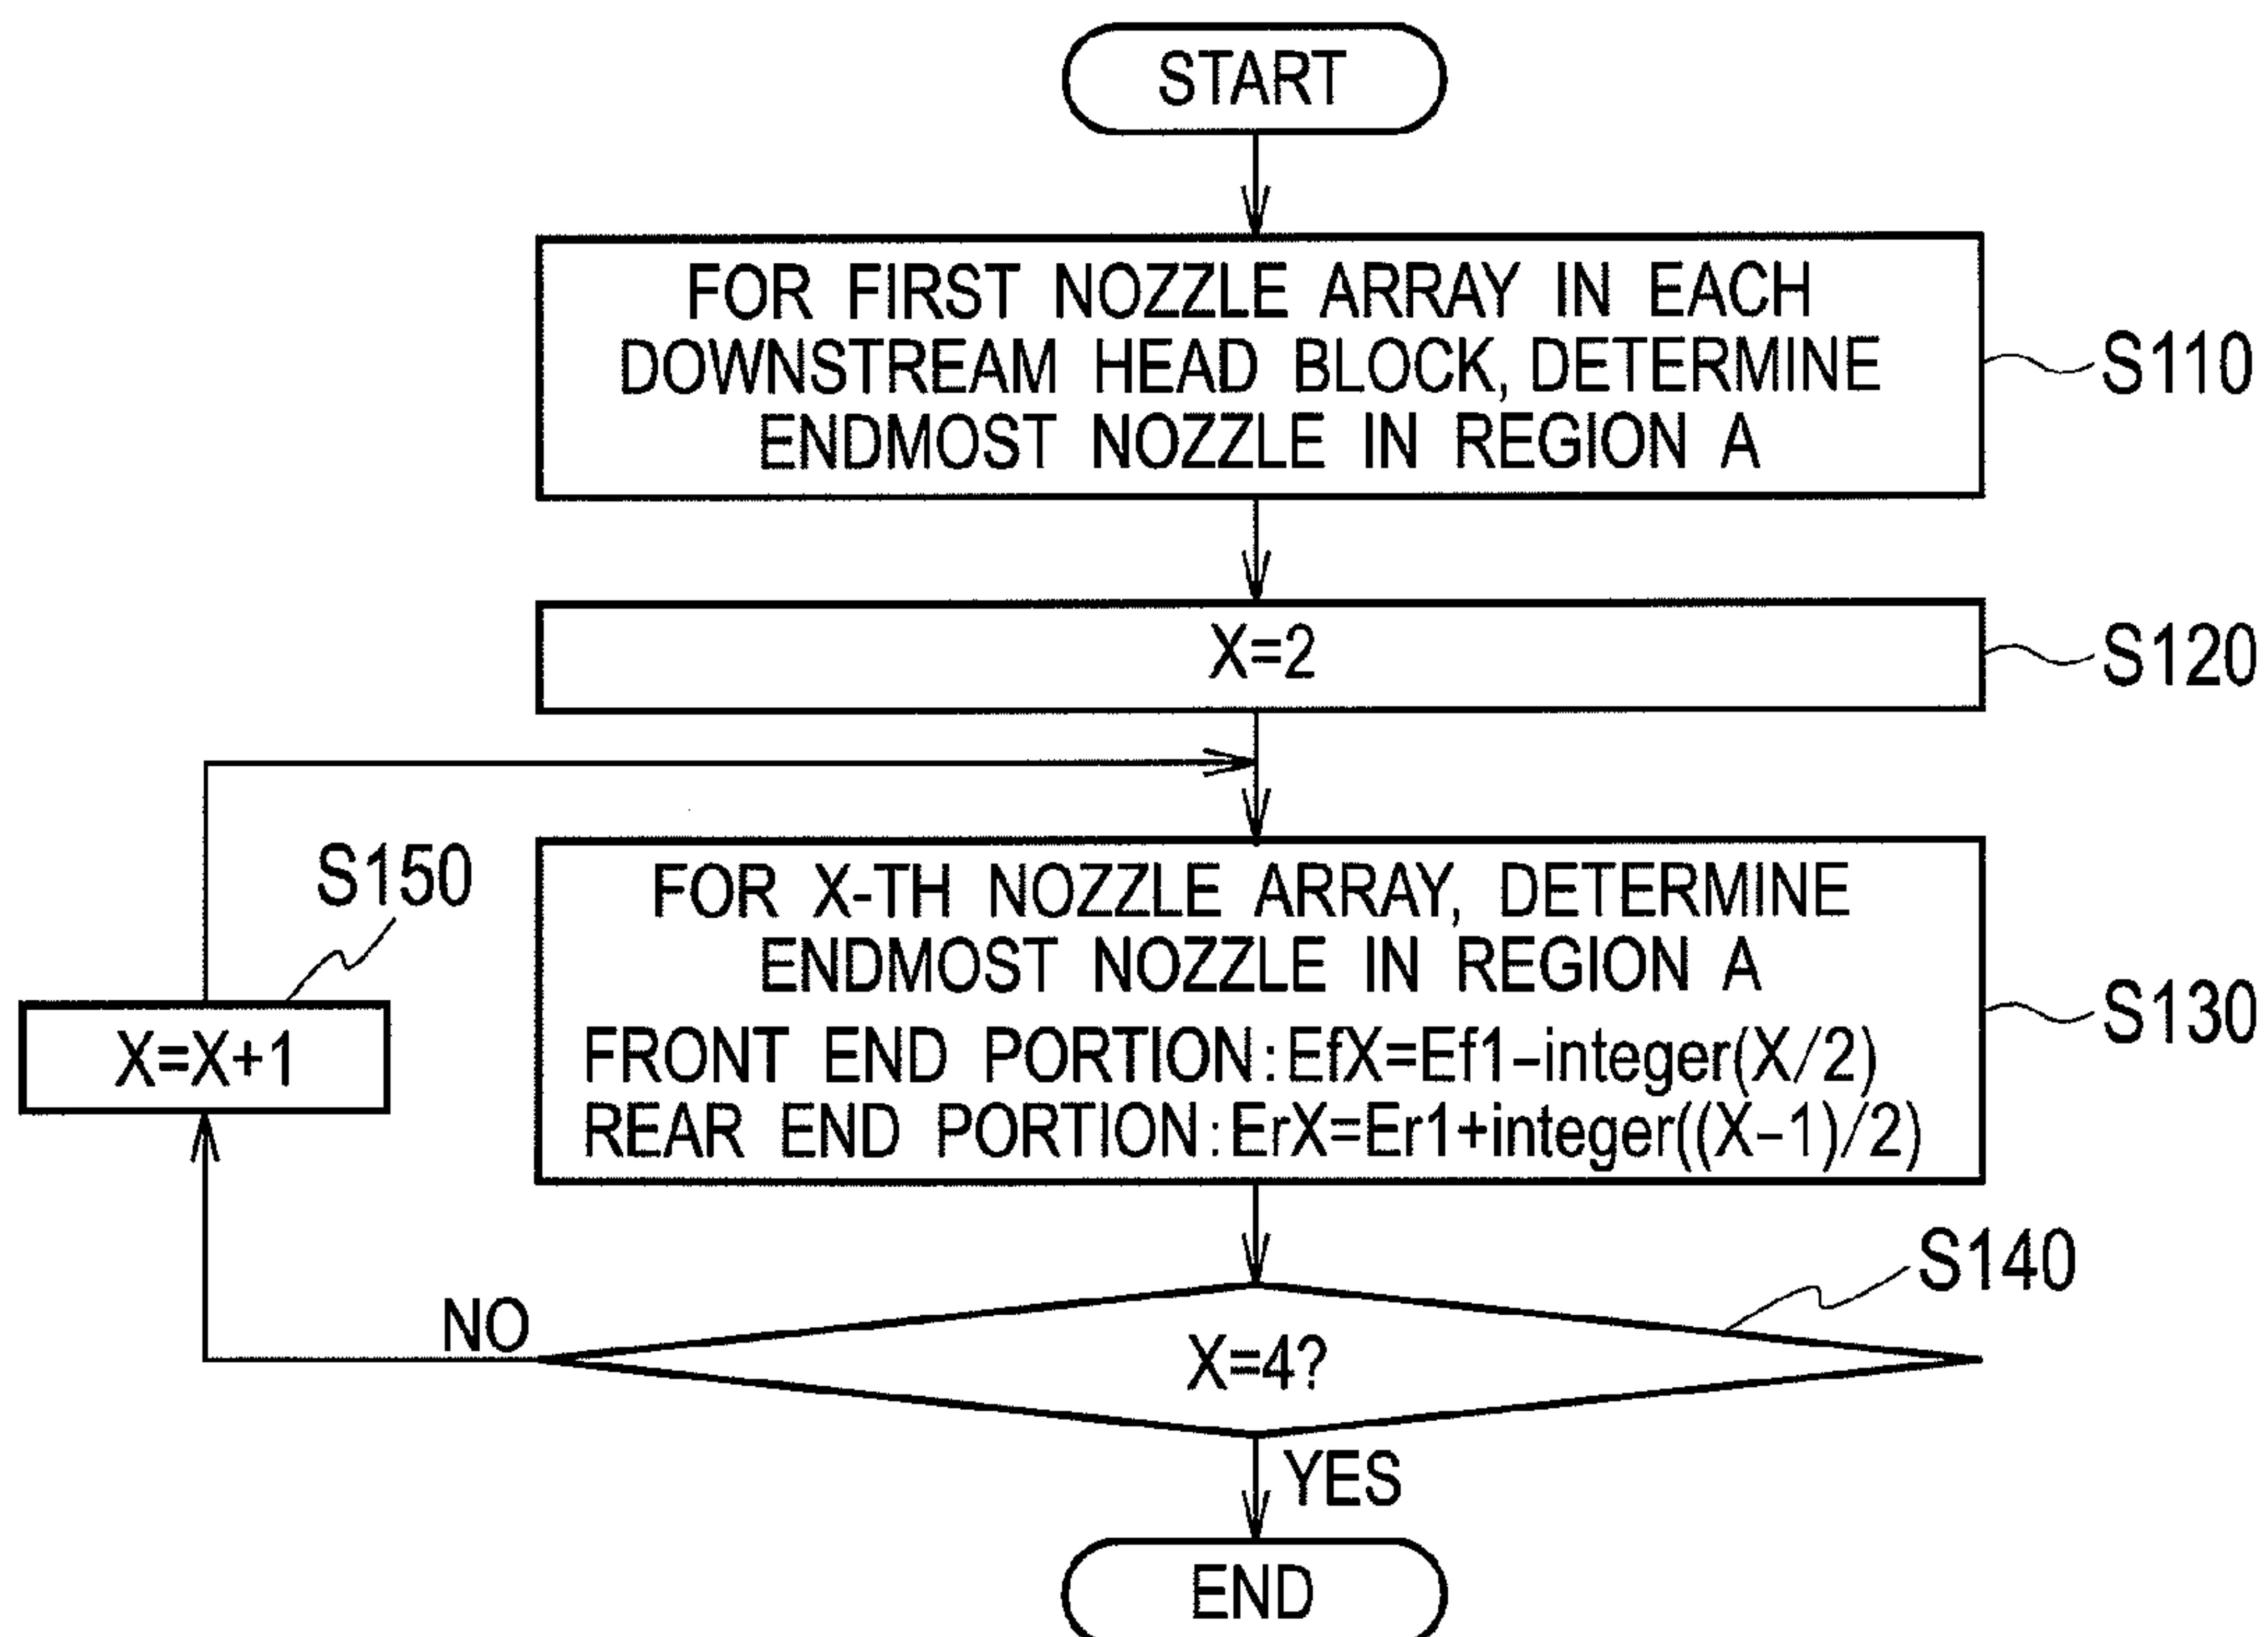 START
FOR FIRST NOZZLE ARRAY IN EACH
DOWNSTREAM HEAD BLOCK, DETERMINE
ENDMOST NOZZLE IN REGION A
S110
X=2
S120
S150
X=X+1
FOR X-TH NOZZLE ARRAY, DETERMINE
ENDMOST NOZZLE IN REGION A
FRONT END PORTION:EfX=Ef1-integer(X/2)
REAR END PORTION:ErX=Er1+integer((X-1)/2)
S130
S140
NO
X=4?
YES
END